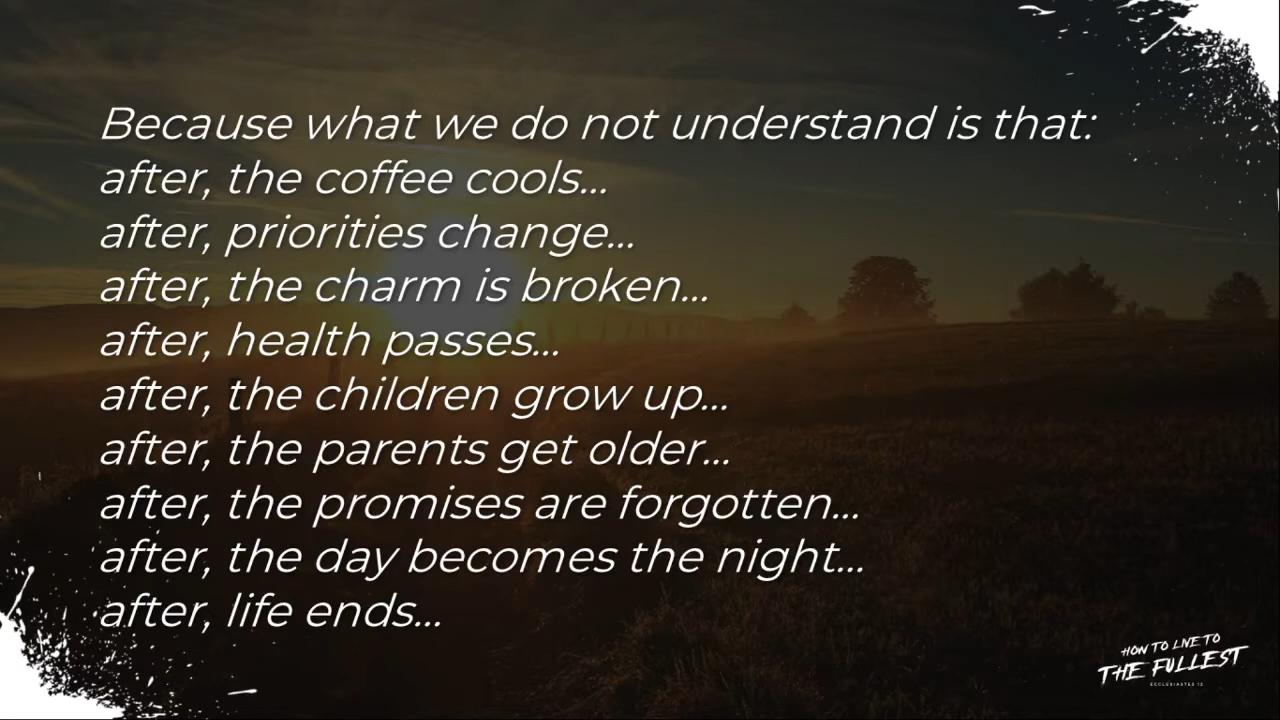 Because what we do not understand is that:
after, the coffee cools...
after, priorities change...
after, the charm is broken...
after, health passes...
after, the children grow up...
after, the parents get older...
after, the promises are forgotten...
after, the day becomes the night...
after, life ends...
HOW TO LIVE TO
THE FULLEST
ECCLESIASTES 12